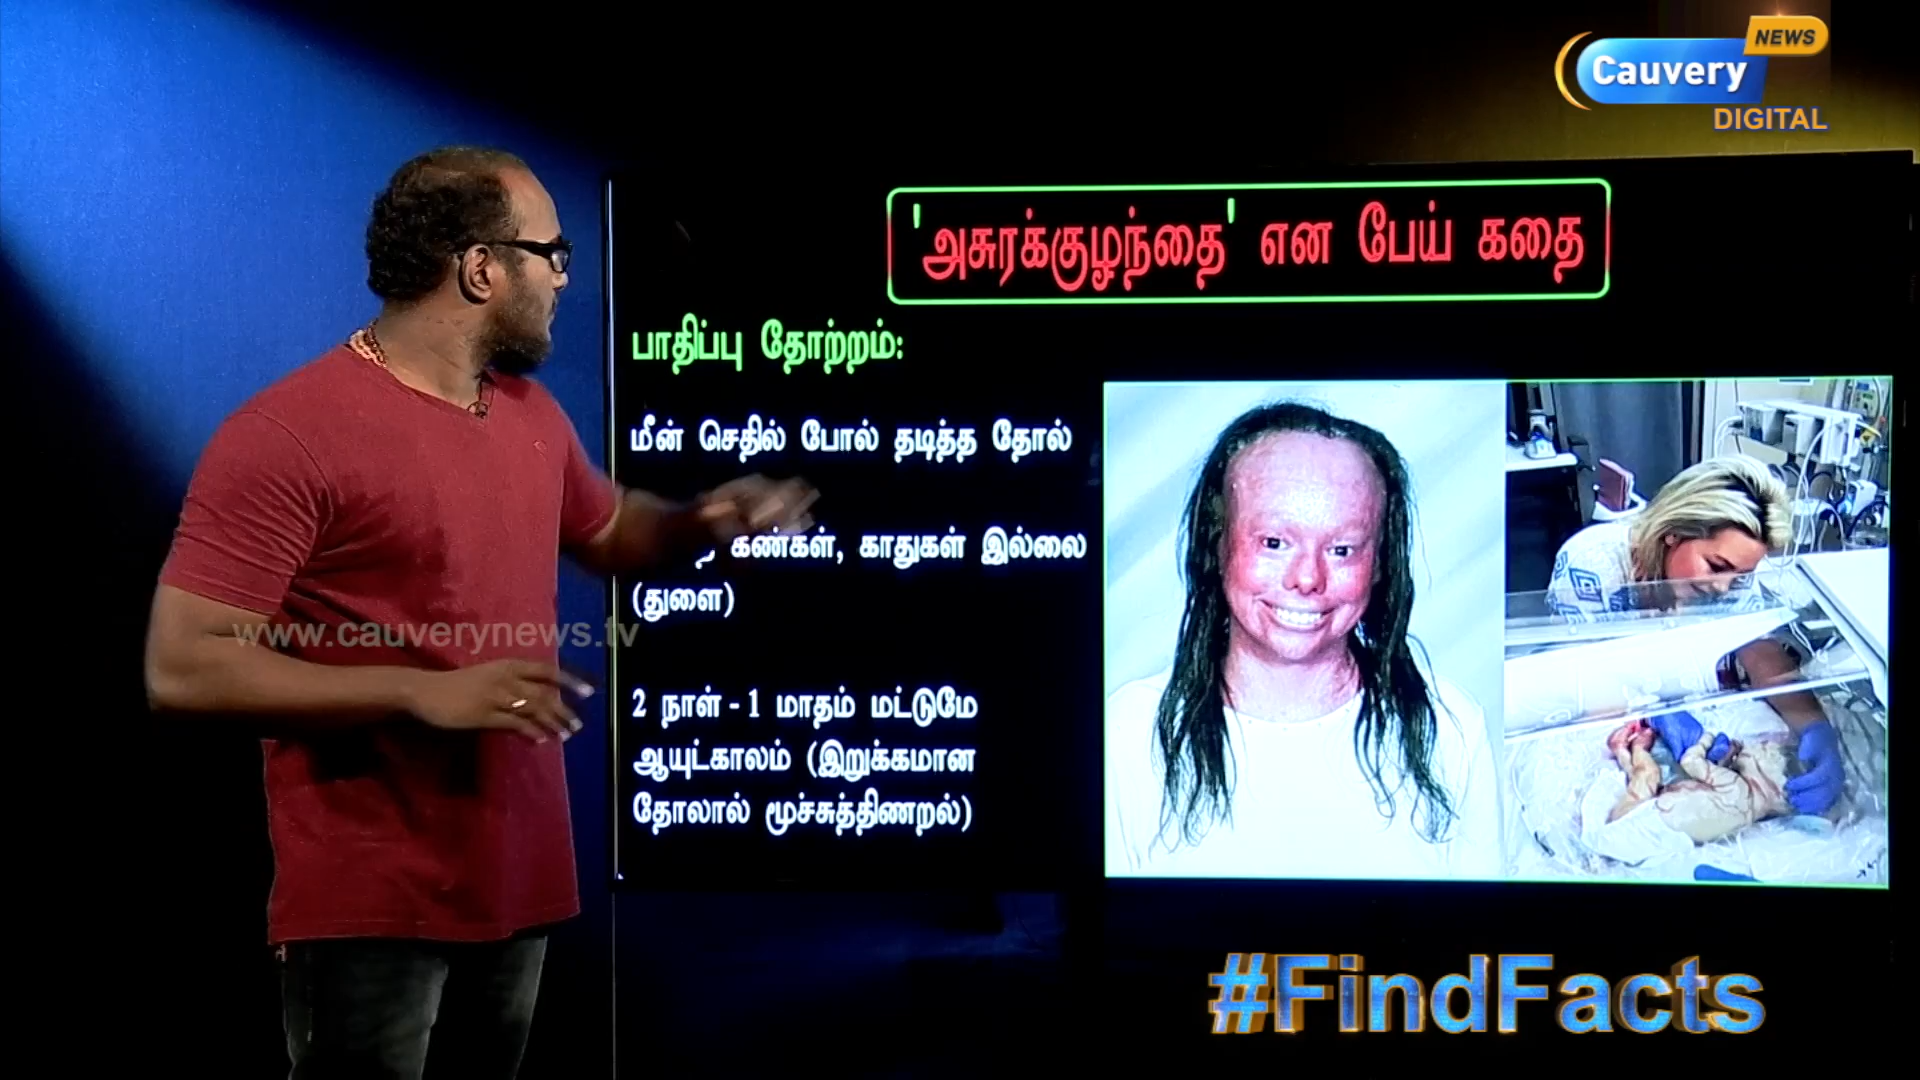 NEWS
Cauvery
DIGITAL
'அசுரக்குழந்தை' என பேய் கதை
பாதிப்பு தோற்றம்:
மீன் செதில் போல் தடித்த தோல்
கண்கள், காதுகள் இல்லை
(துளை)
www.cauverynews.tv
2 நாள் - 1 மாதம் மட்டுமே
ஆயுட்காலம் (இறுக்கமான
தோலால் மூச்சுத்திணறல்)
#FindFacts